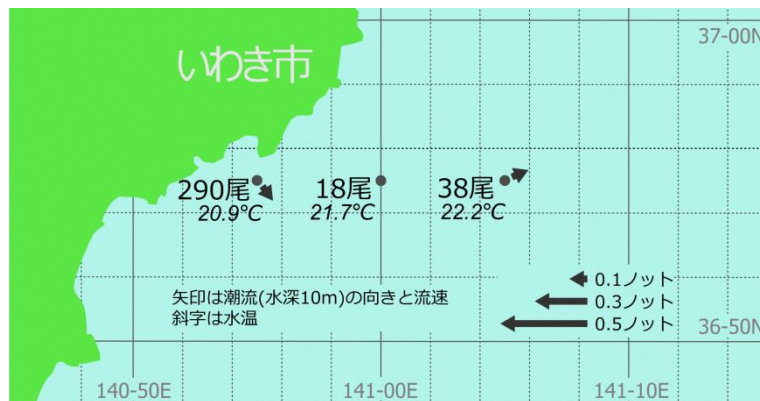 37-00N
いわき市
290尾
20.9℃
18尾
21.7℃
38尾
22.2℃
矢印は潮流(水深10m)の向きと流速
斜字は水温
0.1ノット
0.3ノット
0.5ノット
36-50N
140-50E
141-00E
141-10E